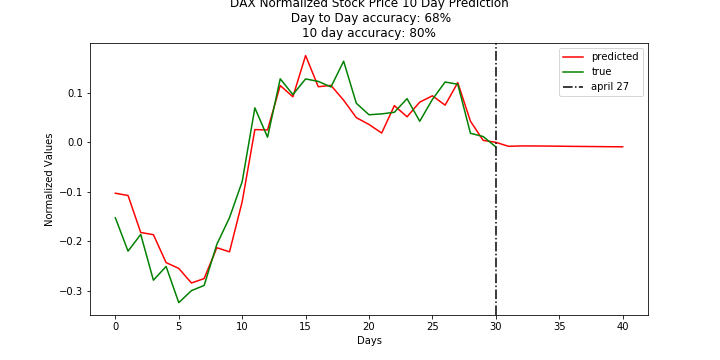 DAX Normalized Stock Price 10 Day Prediction
Day to Day accuracy: 68%
10 day accuracy: 80%
predicted
true
april 27
Normalized Values
0.1
0.0
−0.1
−0.2
−0.3
0
5
10
15
20
25
30
35
40
Days